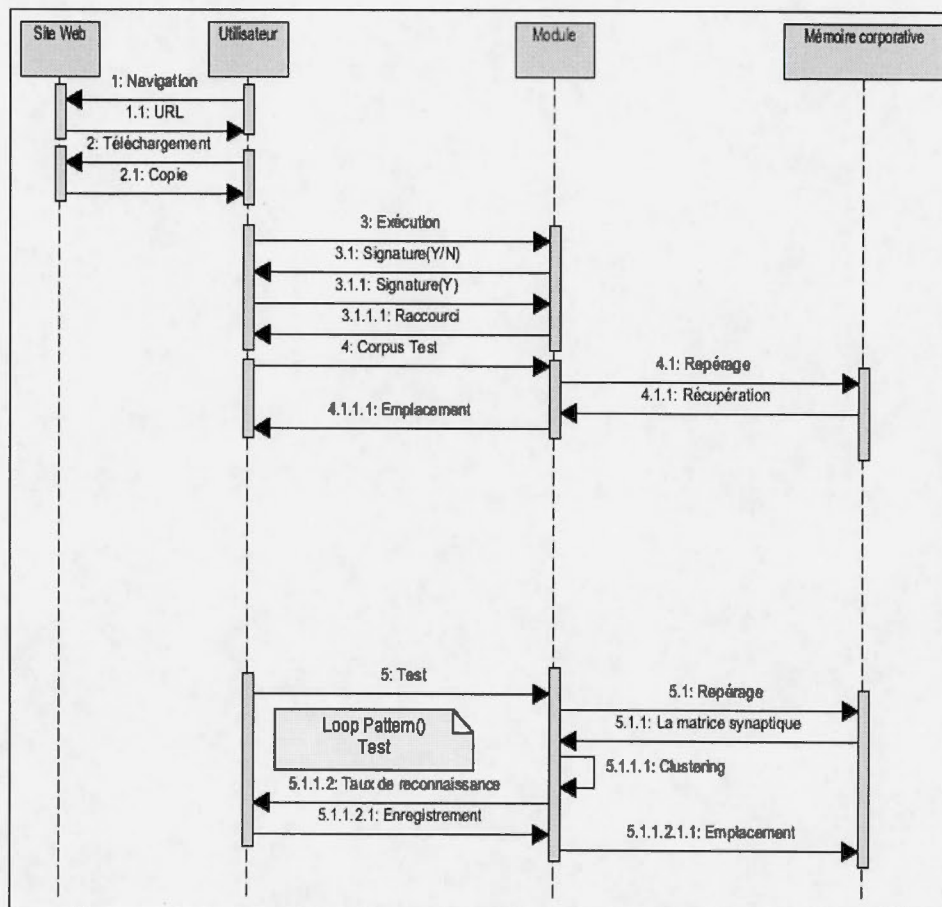 Site Web
Utilisateur
Module
Mémoire corporative
1: Navigation
1.1: URL
2: Téléchargement
2.1: Copie
3: Exécution
3.1: Signature(Y/N)
3.1.1: Signature(Y)
3.1.1.1: Raccourci
4: Corpus Test
4.1: Repérage
4.1.1: Récupération
4.1.1.1: Emplacement
5: Test
5.1: Repérage
Loop Pattern()
Test
5.1.1: La matrice synaptique
5.1.1.1: Clustering
5.1.1.2: Taux de reconnaissance
5.1.1.2.1: Enregistrement
5.1.1.2.1.1: Emplacement